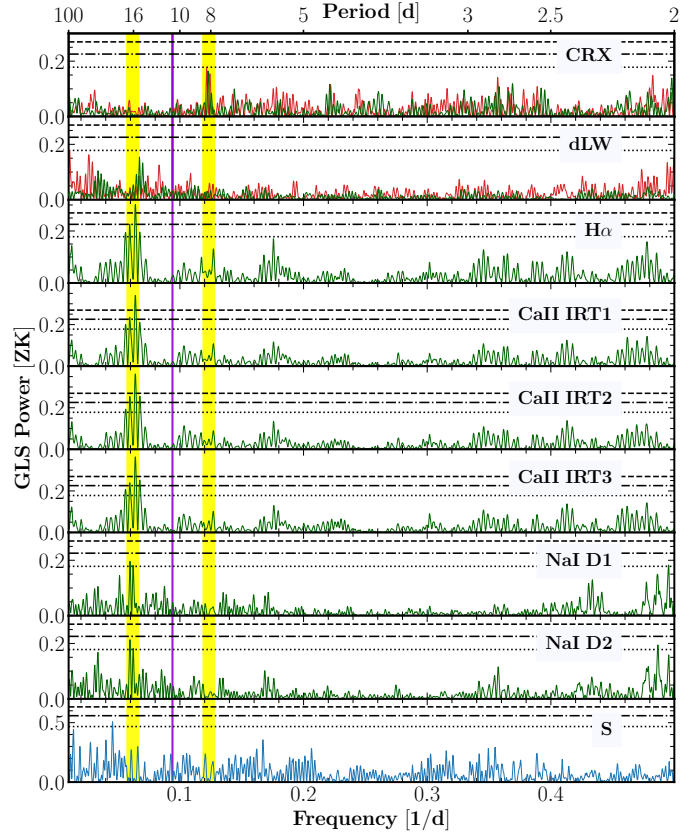 Period [d]
100 16 10 8 5 3 2.5 2
0.2
CRX
0.0
0.2
dLW
0.0
0.2
Hα
0.0
0.2
CaII IRT1
0.0
0.2
CaII IRT2
0.0
0.2
CaII IRT3
0.0
0.2
NaI D1
0.0
0.2
NaI D2
0.0
0.5
S
0.0
GLS Power [ZK]
0.1 0.2 0.3 0.4
Frequency [1/d]